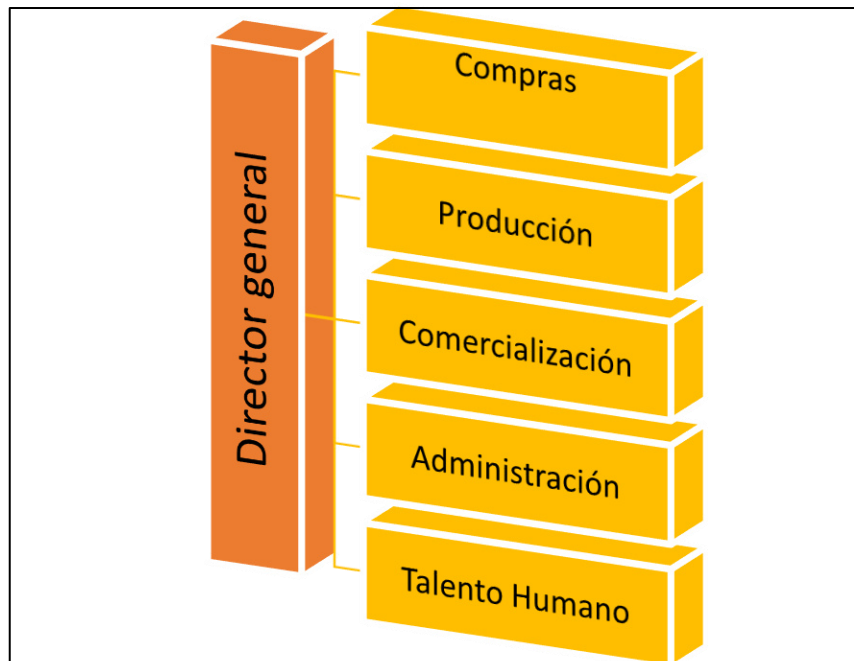 Director general
Compras
Producción
Comercialización
Administración
Talento Humano